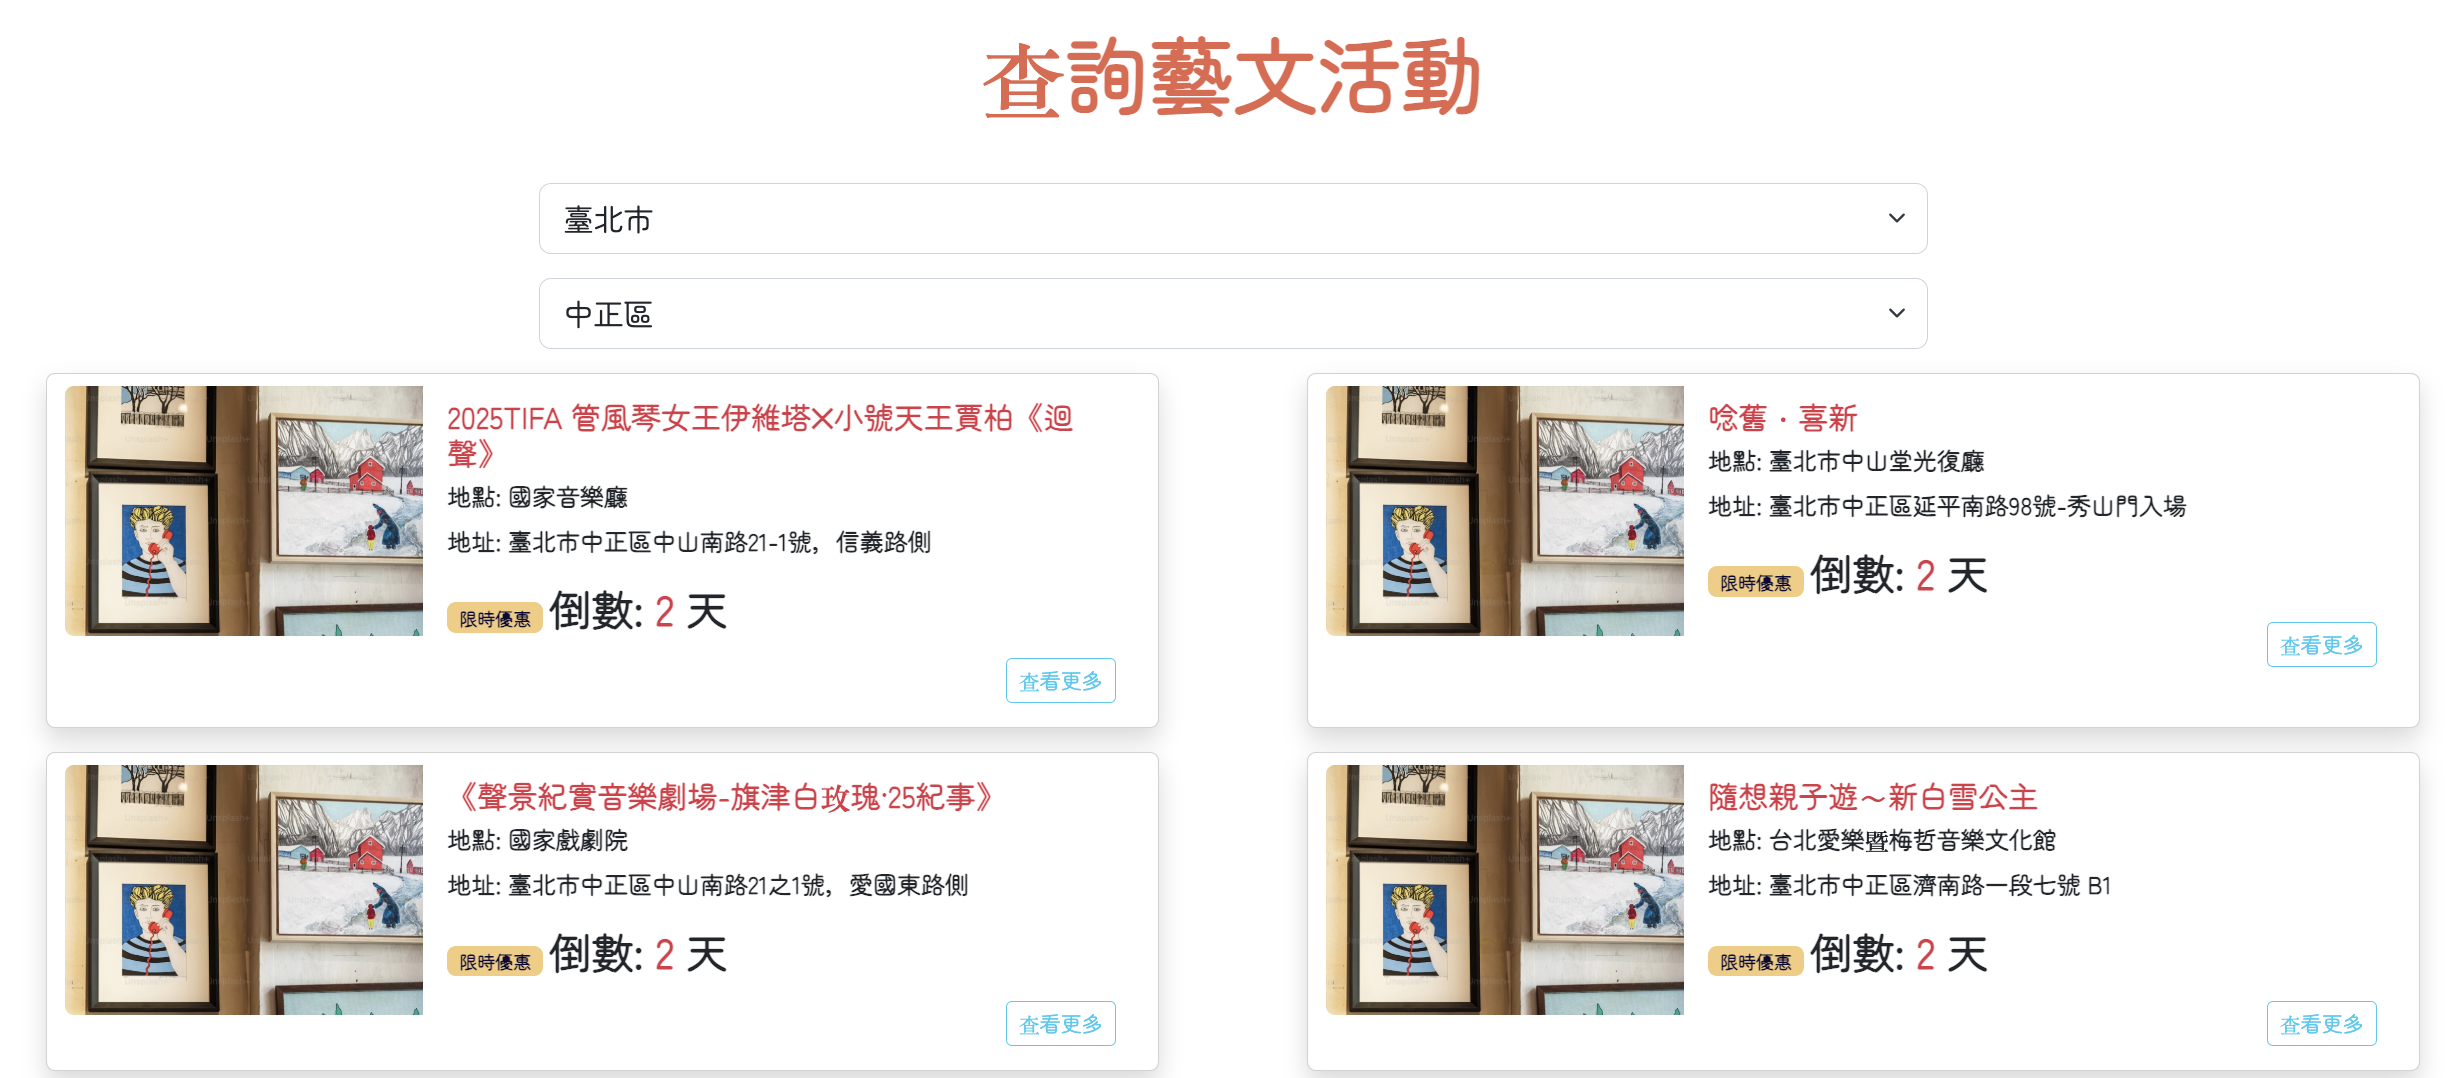 查詢藝文活動
臺北市
中正區
2025TIFA 管風琴女王伊維塔X小號天王賈柏《迴
聲》
地點: 國家音樂廳
地址: 臺北市中正區中山南路21-1號，信義路側
限時優惠 倒數: 2 天
查看更多
唸舊・喜新
地點: 臺北市中山堂光復廳
地址: 臺北市中正區延平南路98號-秀山門入場
限時優惠 倒數: 2 天
查看更多
《聲景紀實音樂劇場-旗津白玫瑰·25紀事》
地點: 國家戲劇院
地址: 臺北市中正區中山南路21之1號，愛國東路側
限時優惠 倒數: 2 天
查看更多
隨想親子遊～新白雪公主
地點: 台北愛樂暨梅哲音樂文化館
地址: 臺北市中正區濟南路一段七號 B1
限時優惠 倒數: 2 天
查看更多